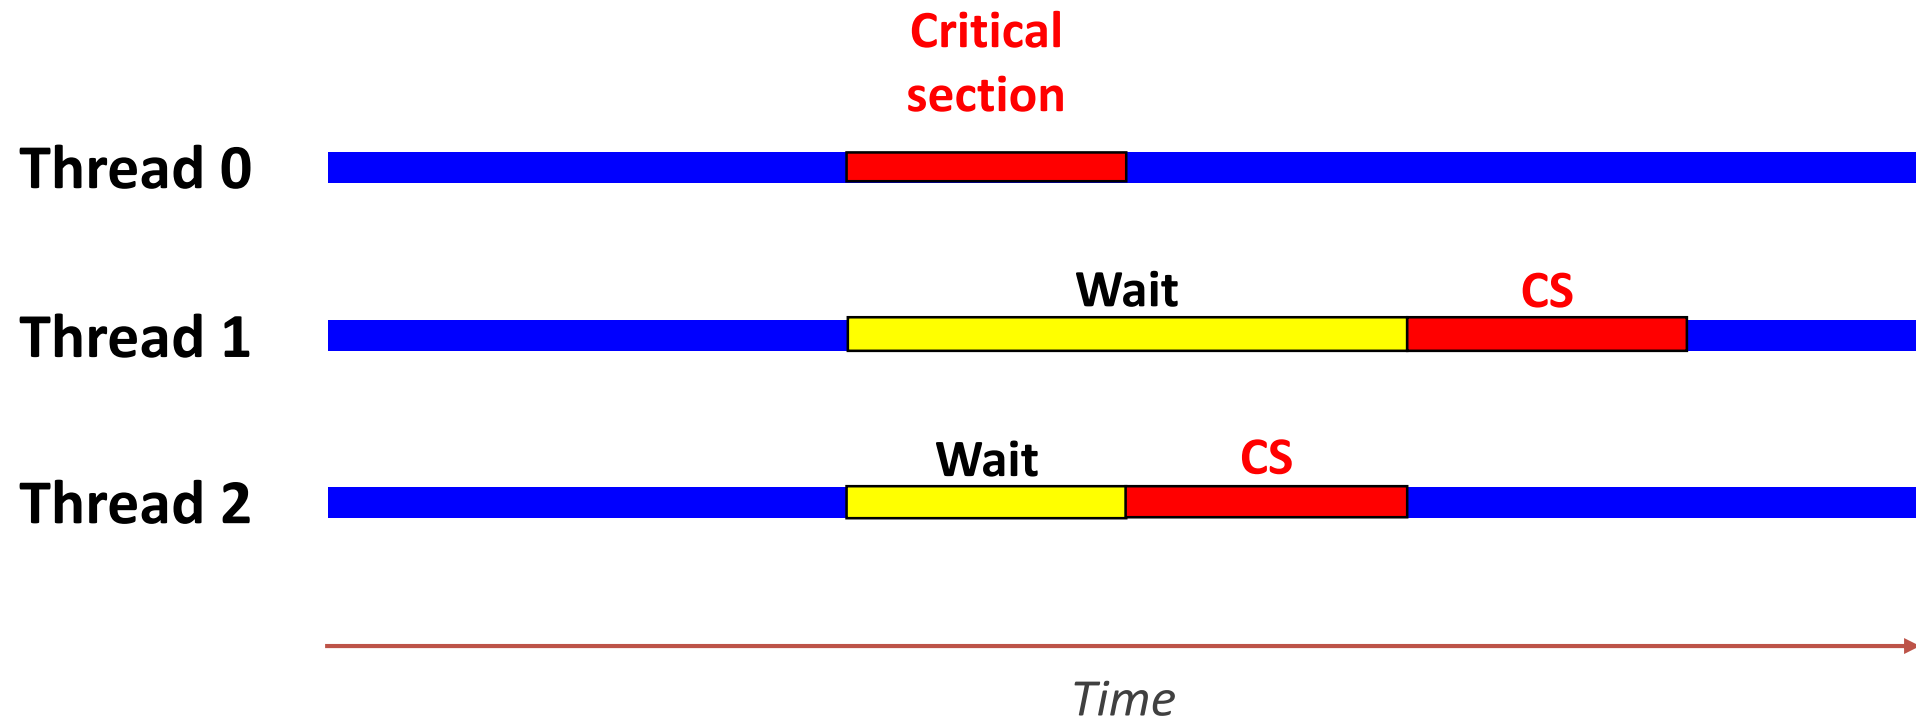 Critical
section
Thread 0
Wait
CS
Thread 1
Wait
CS
Thread 2
Time